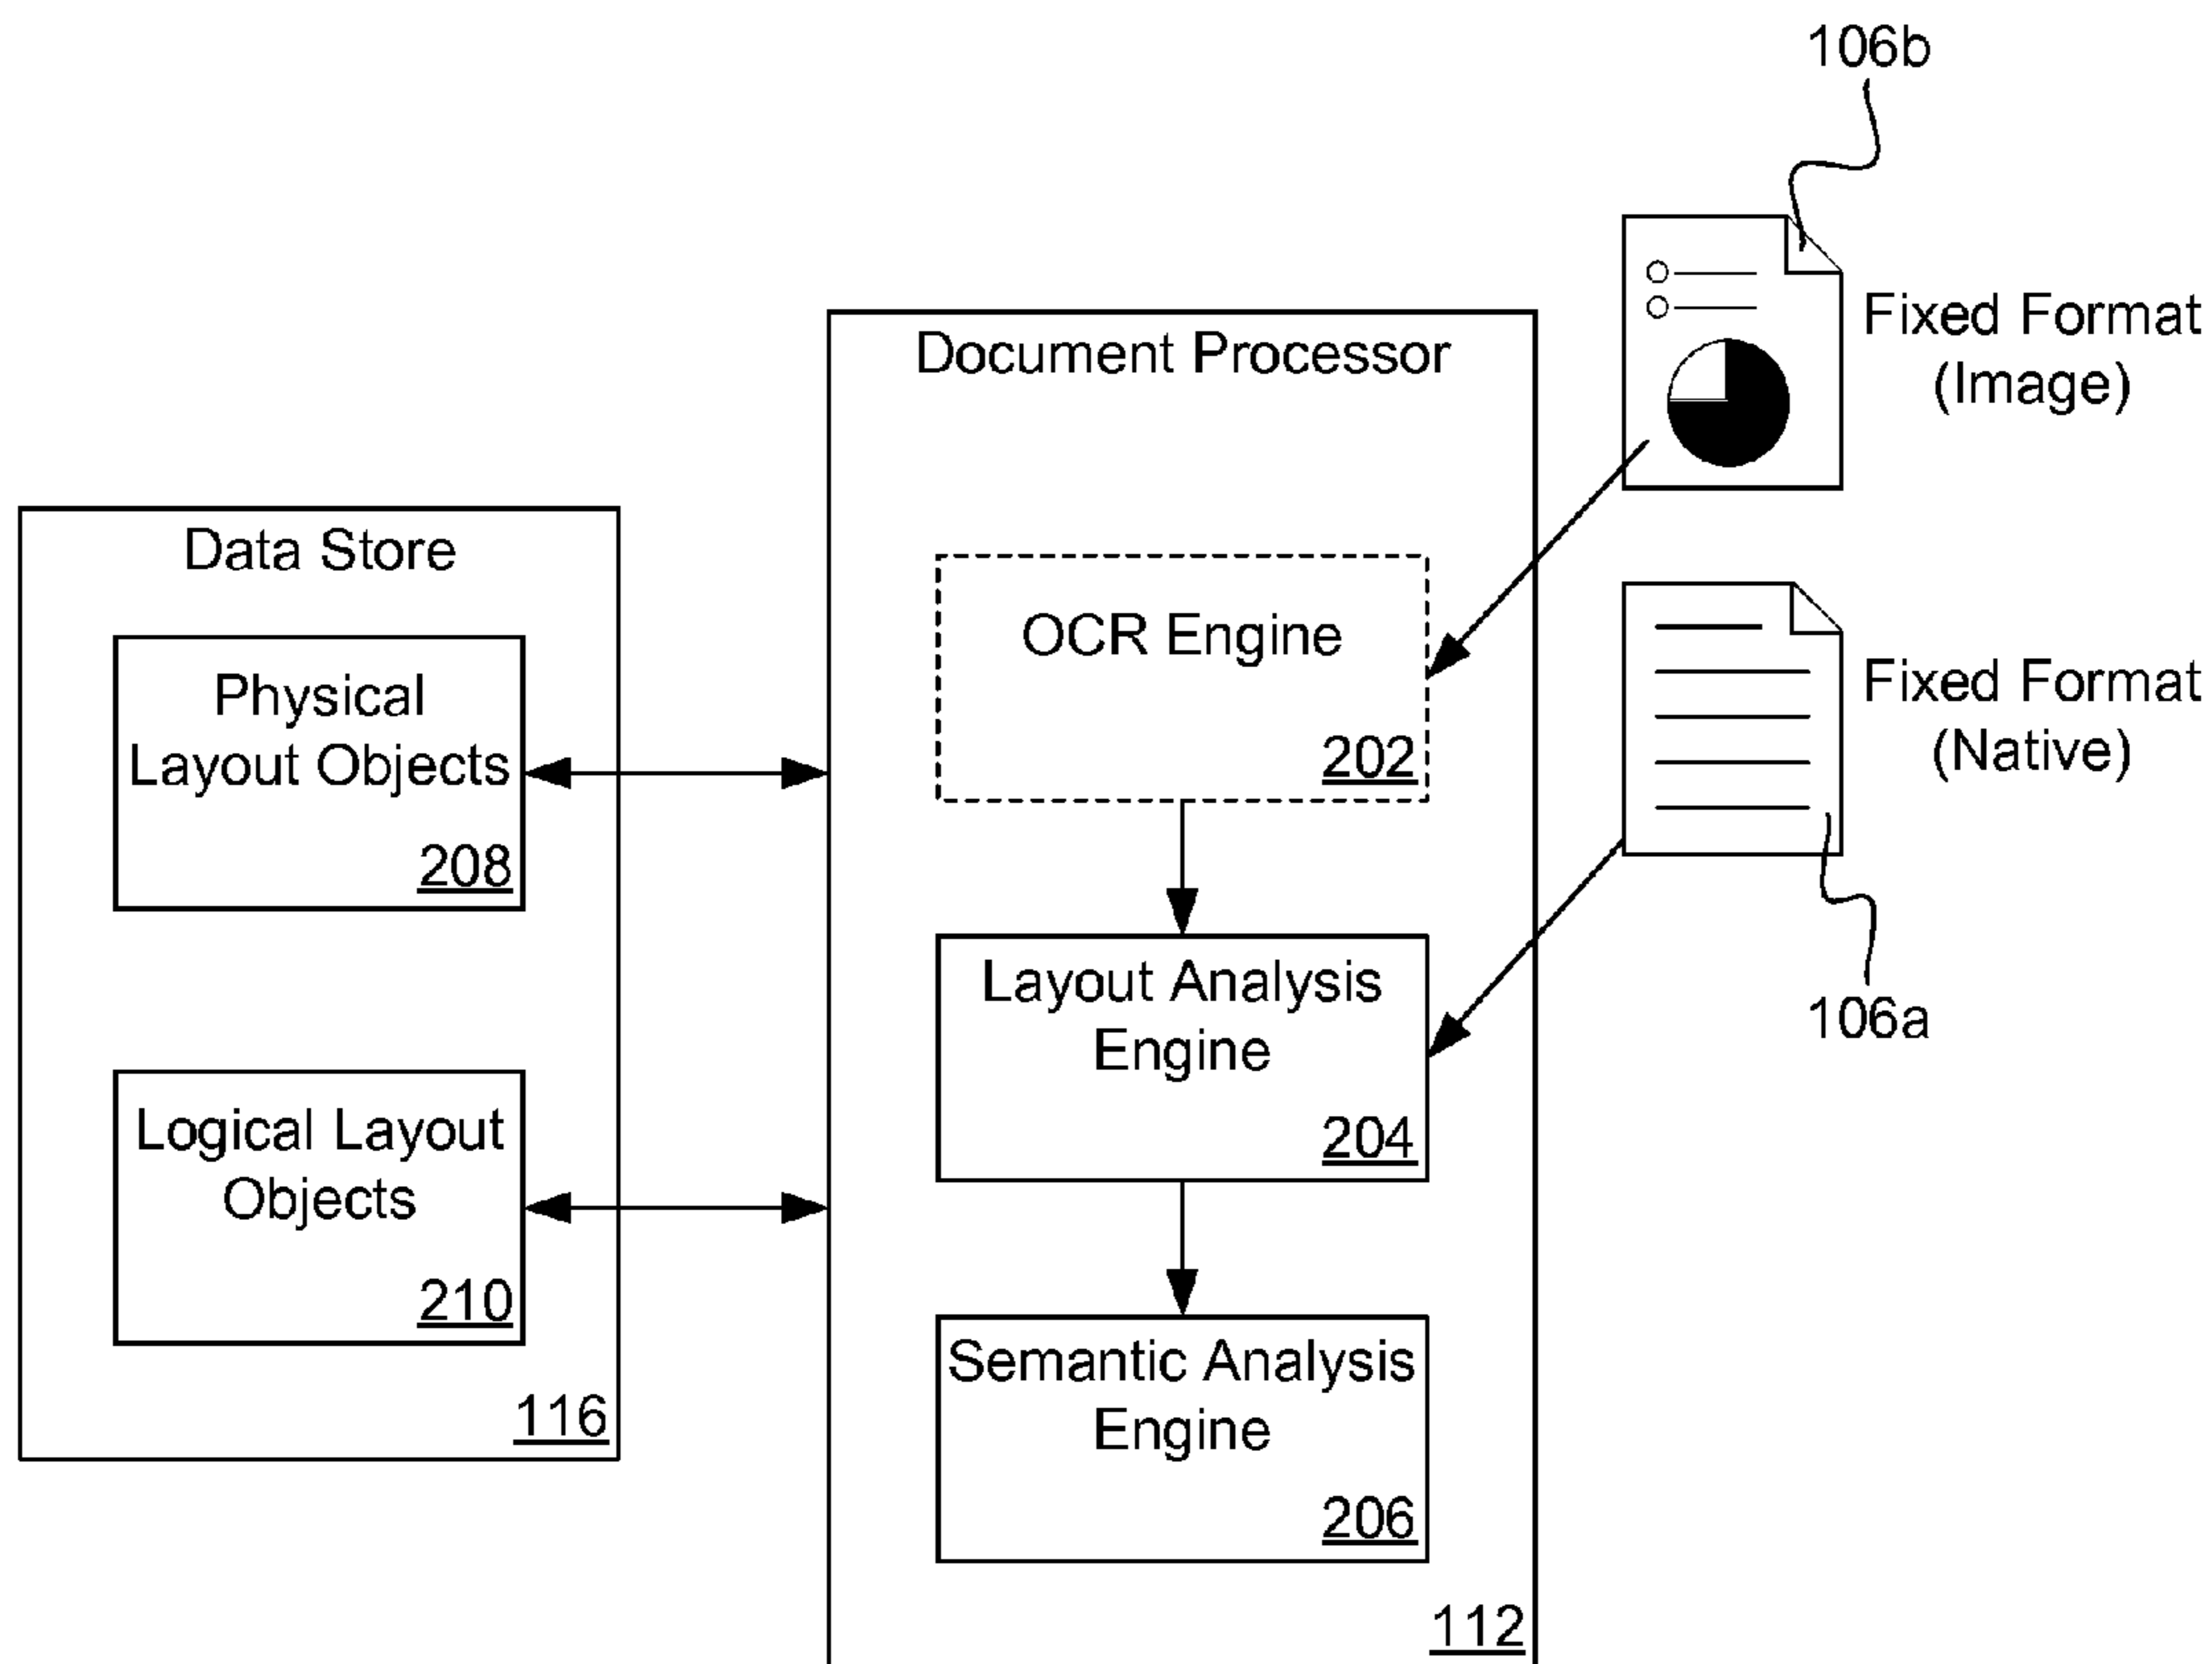 106b
Fixed Format
(Image)
Document Processor
Data Store
OCR Engine
202
Fixed Format
(Native)
Physical
Layout Objects
208
Layout Analysis
Engine
204
106a
Logical Layout
Objects
210
Semantic Analysis
Engine
206
116
112